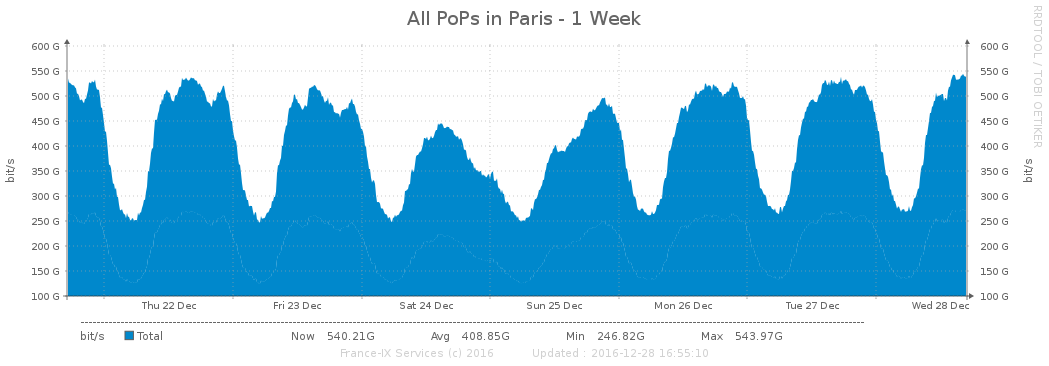 All PoPs in Paris - 1 Week
RRDTOOL / TOBI OETIKER
bit/s
600 G 600 G
550 G 550 G
500 G 500 G
450 G 450 G
400 G 400 G
350 G 350 G
300 G 300 G
250 G 250 G
200 G 200 G
150 G 150 G
100 G 100 G
bit/s
Thu 22 Dec Fri 23 Dec Sat 24 Dec Sun 25 Dec Mon 26 Dec Tue 27 Dec Wed 28 Dec
bit/s Total Now 540.21G Avg 408.85G Min 246.82G Max 543.97G
France-IX Services (c) 2016 Updated : 2016-12-28 16:55:10